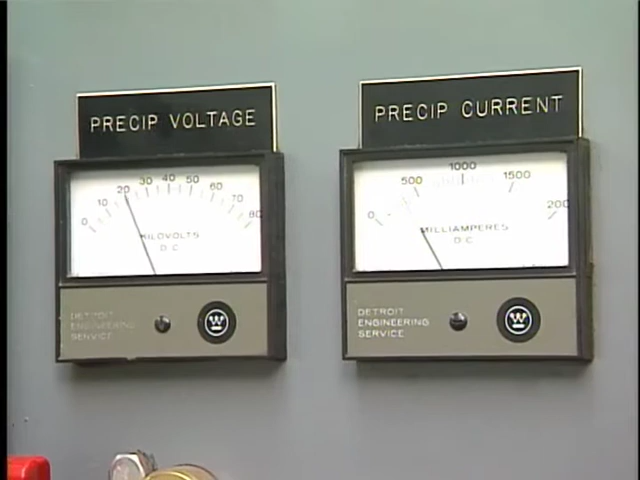 PRECIP VOLTAGE
0 10 20 30 40 50 60 70 80
KILOVOLTS
D.C.
DETROIT
ENGINEERING
SERVICE
W
PRECIP CURRENT
0 500 1000 1500 200
MILLIAMPERES
D.C.
DETROIT
ENGINEERING
SERVICE
W